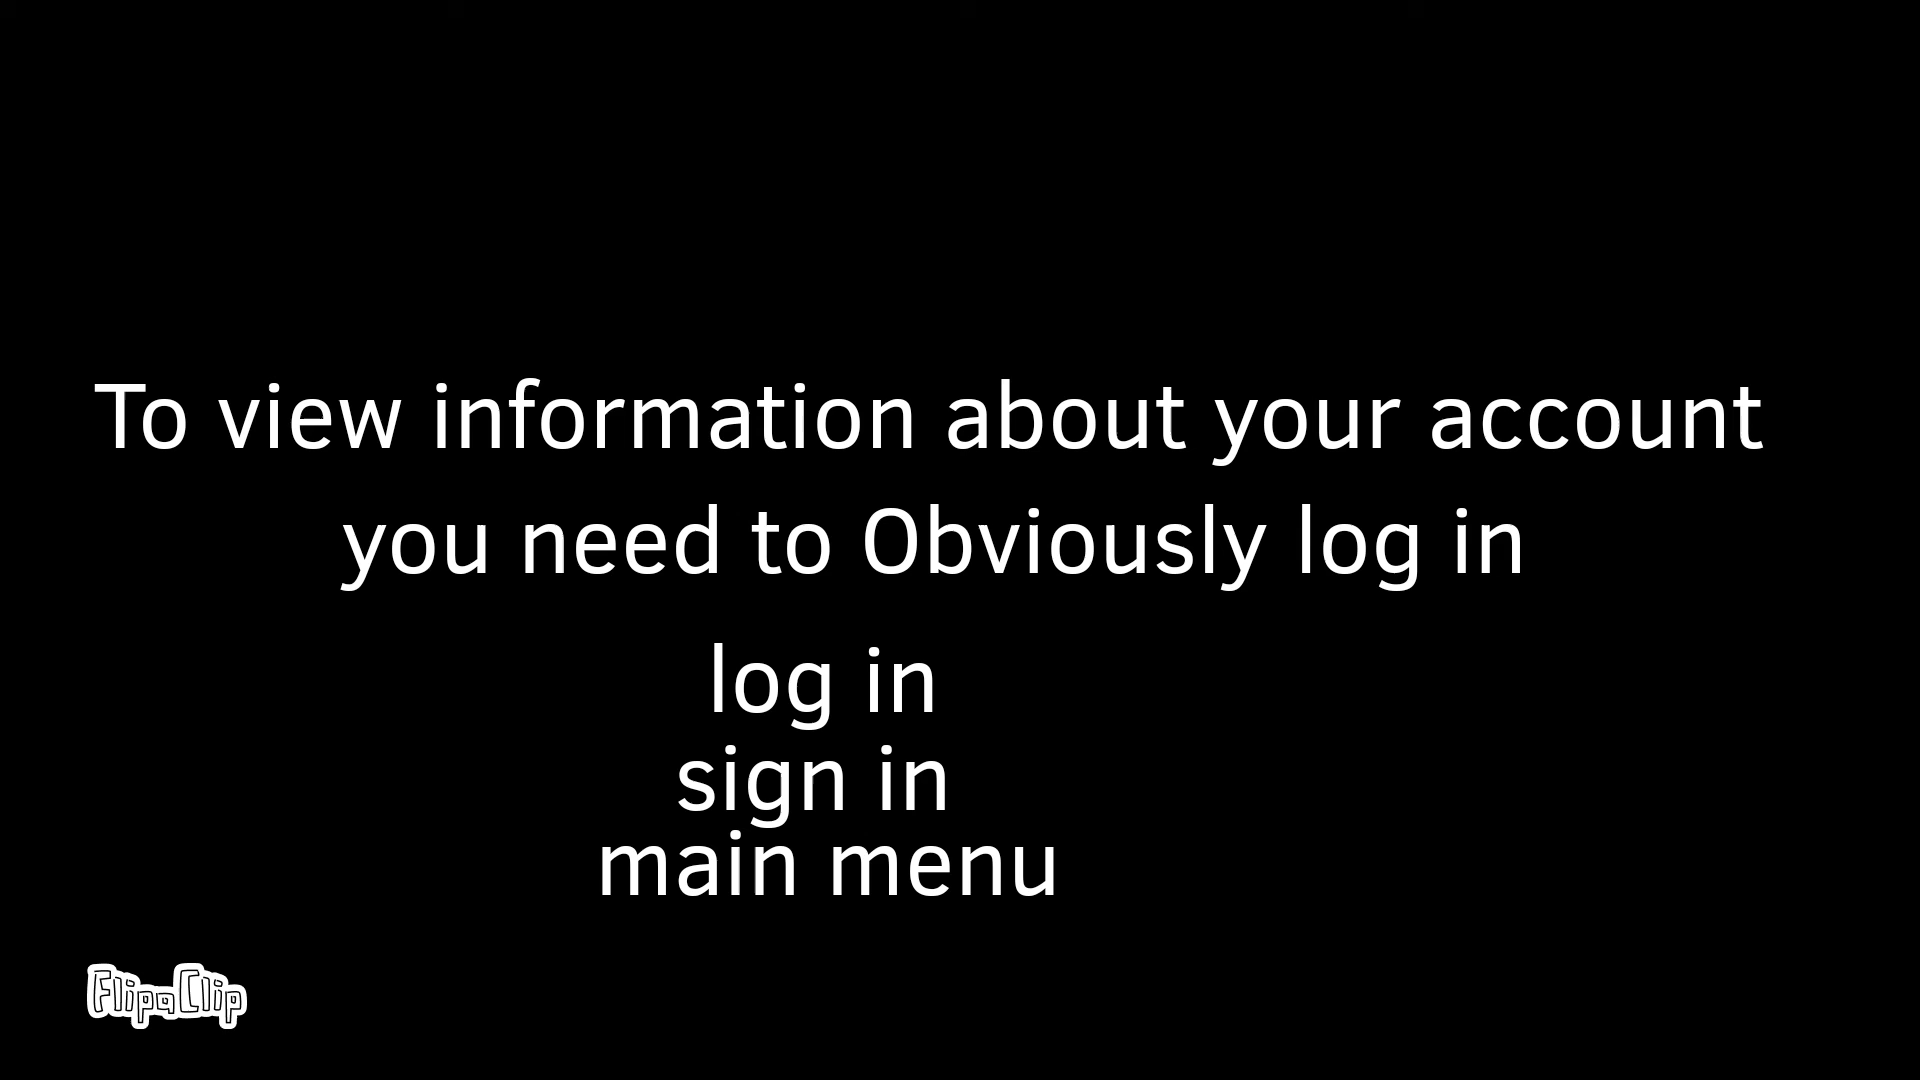 To view information about your account
you need to Obviously log in
log in
sign in
main menu
FlipaClip